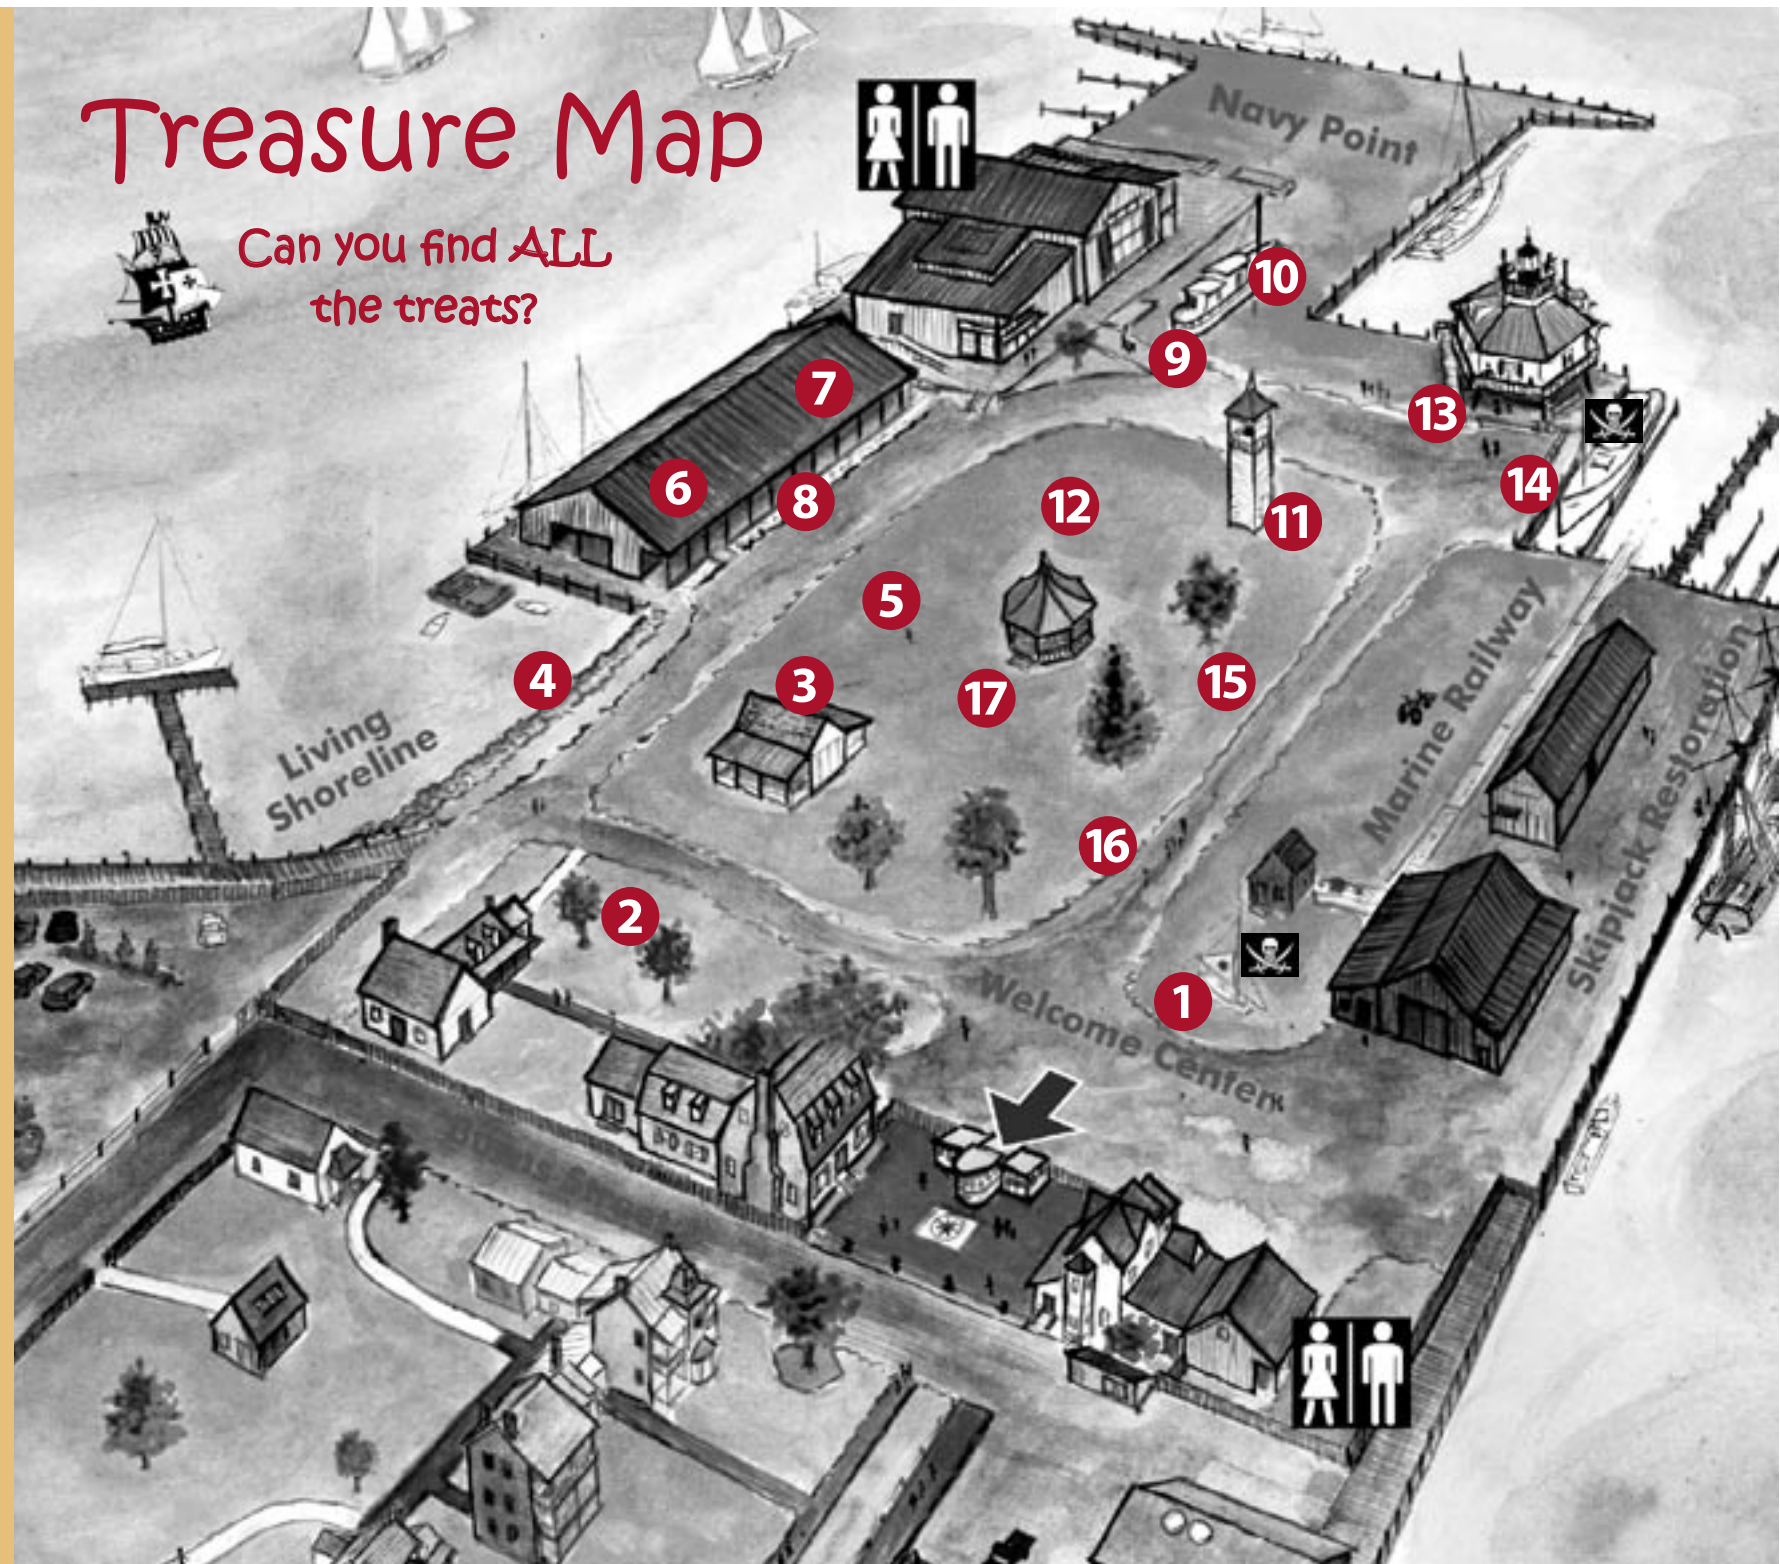 Treasure Map
Can you find ALL
the treats?
Navy Point
10
9
7
13
6
8
12
14
11
5
4
3
17
15
Living
Shoreline
Marine Railway
16
2
Skipjack Restoration
1
Welcome Center